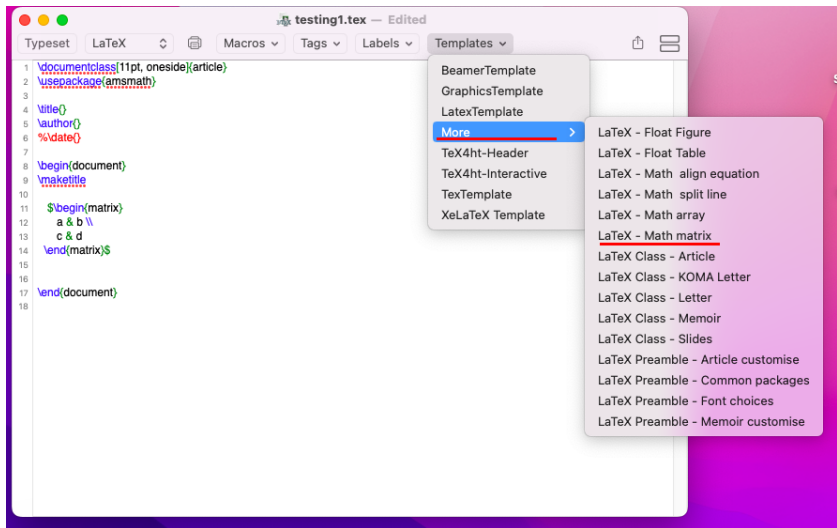 testing1.tex — Edited
Typeset LaTeX Macros Tags Labels Templates
1 \documentclass[11pt, oneside]{article}
2 \usepackage{amsmath}
3
4 \title{}
5 \author{}
6 %\date{}
7
8 \begin{document}
9 \maketitle
10
11 $\begin{matrix}
12 a & b \\
13 c & d
14 \end{matrix}$
15
16
17 \end{document}
18
BeamerTemplate
GraphicsTemplate
LatexTemplate
More
TeX4ht-Header
TeX4ht-Interactive
TexTemplate
XeLaTeX Template
LaTeX - Float Figure
LaTeX - Float Table
LaTeX - Math  align equation
LaTeX - Math  split line
LaTeX - Math array
LaTeX - Math matrix
LaTeX Class - Article
LaTeX Class - KOMA Letter
LaTeX Class - Letter
LaTeX Class - Memoir
LaTeX Class - Slides
LaTeX Preamble - Article customise
LaTeX Preamble - Common packages
LaTeX Preamble - Font choices
LaTeX Preamble - Memoir customise